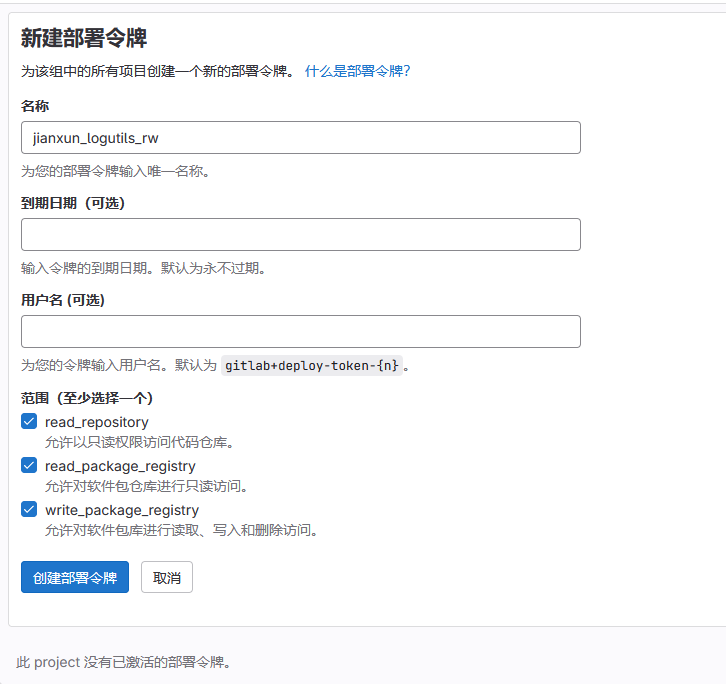 新建部署令牌
为该组中的所有项目创建一个新的部署令牌。 什么是部署令牌?
名称
jianxun_logutils_rw
为您的部署令牌输入唯一名称。
到期日期（可选）
输入令牌的到期日期。默认为永不过期。
用户名 (可选)
为您的令牌输入用户名。默认为 gitlab+deploy-token-{n} 。
范围（至少选择一个）
read_repository
允许以只读权限访问代码仓库。
read_package_registry
允许对软件包仓库进行只读访问。
write_package_registry
允许对软件包库进行读取、写入和删除访问。
创建部署令牌 取消
此 project 没有已激活的部署令牌。